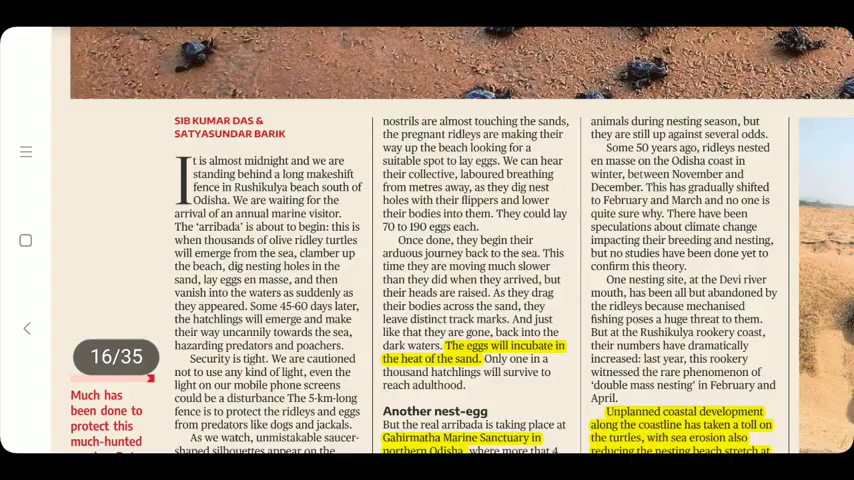 SIB KUMAR DAS &
SATYASUNDAR BARIK
It is almost midnight and we are
standing behind a long makeshift
fence in Rushikulya beach south of
Odisha. We are waiting for the
arrival of an annual marine visitor.
The ‘arribada’ is about to begin: this is
when thousands of olive ridley turtles
will emerge from the sea, clamber up
the beach, dig nesting holes in the
sand, lay eggs en masse, and then
vanish into the waters as suddenly as
they appeared. Some 45-60 days later,
the hatchlings will emerge and make
their way uncannily towards the sea,
hazarding predators and poachers.
Security is tight. We are cautioned
not to use any kind of light, even the
light on our mobile phone screens
could be a disturbance The 5-km-long
fence is to protect the ridleys and eggs
from predators like dogs and jackals.
As we watch, unmistakable saucer-
shaped silhouettes appear on the
16/35
Much has
been done to
protect this
much-hunted
nostrils are almost touching the sands,
the pregnant ridleys are making their
way up the beach looking for a
suitable spot to lay eggs. We can hear
their collective, laboured breathing
from metres away, as they dig nest
holes with their flippers and lower
their bodies into them. They could lay
70 to 190 eggs each.
Once done, they begin their
arduous journey back to the sea. This
time they are moving much slower
than they did when they arrived, but
their heads are raised. As they drag
their bodies across the sand, they
leave distinct track marks. And just
like that they are gone, back into the
dark waters. The eggs will incubate in
the heat of the sand. Only one in a
thousand hatchlings will survive to
reach adulthood.
Another nest-egg
But the real arribada is taking place at
Gahirmatha Marine Sanctuary in
northern Odisha, where more than 4
animals during nesting season, but
they are still up against several odds.
Some 50 years ago, ridleys nested
en masse on the Odisha coast in
winter, between November and
December. This has gradually shifted
to February and March and no one is
quite sure why. There have been
speculations about climate change
impacting their breeding and nesting,
but no studies have been done yet to
confirm this theory.
One nesting site, at the Devi river
mouth, has been all but abandoned by
the ridleys because mechanised
fishing poses a huge threat to them.
But at the Rushikulya rookery coast,
their numbers have dramatically
increased: last year, this rookery
witnessed the rare phenomenon of
‘double mass nesting’ in February and
April.
Unplanned coastal development
along the coastline has taken a toll on
the turtles, with sea erosion also
reducing the nesting beach stretch at